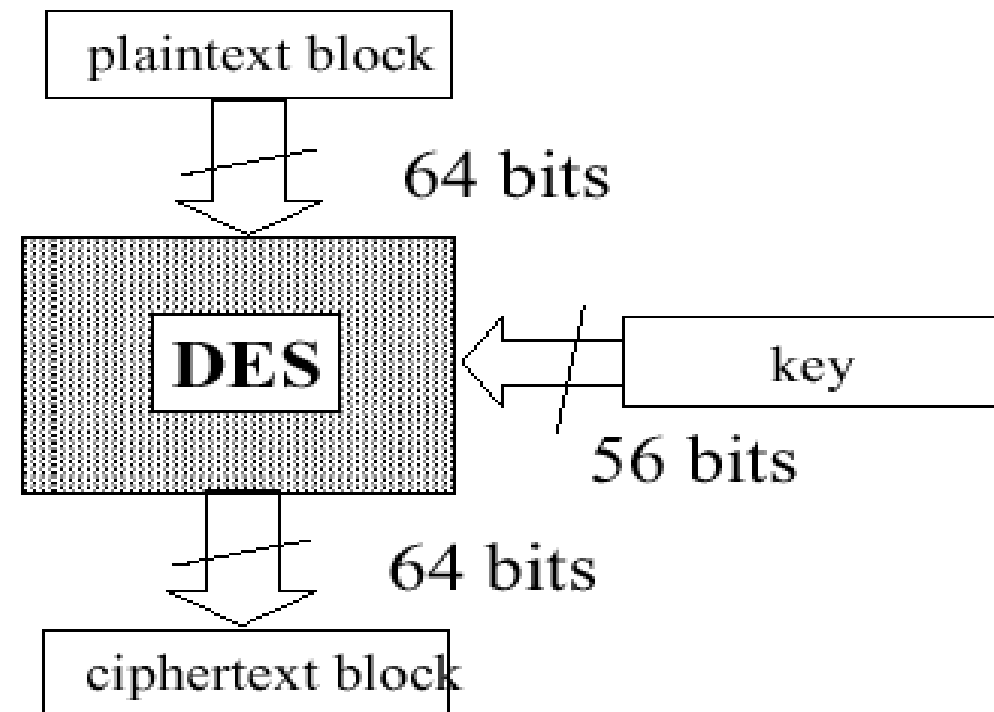 plaintext block
64 bits
DES
key
56 bits
64 bits
ciphertext block